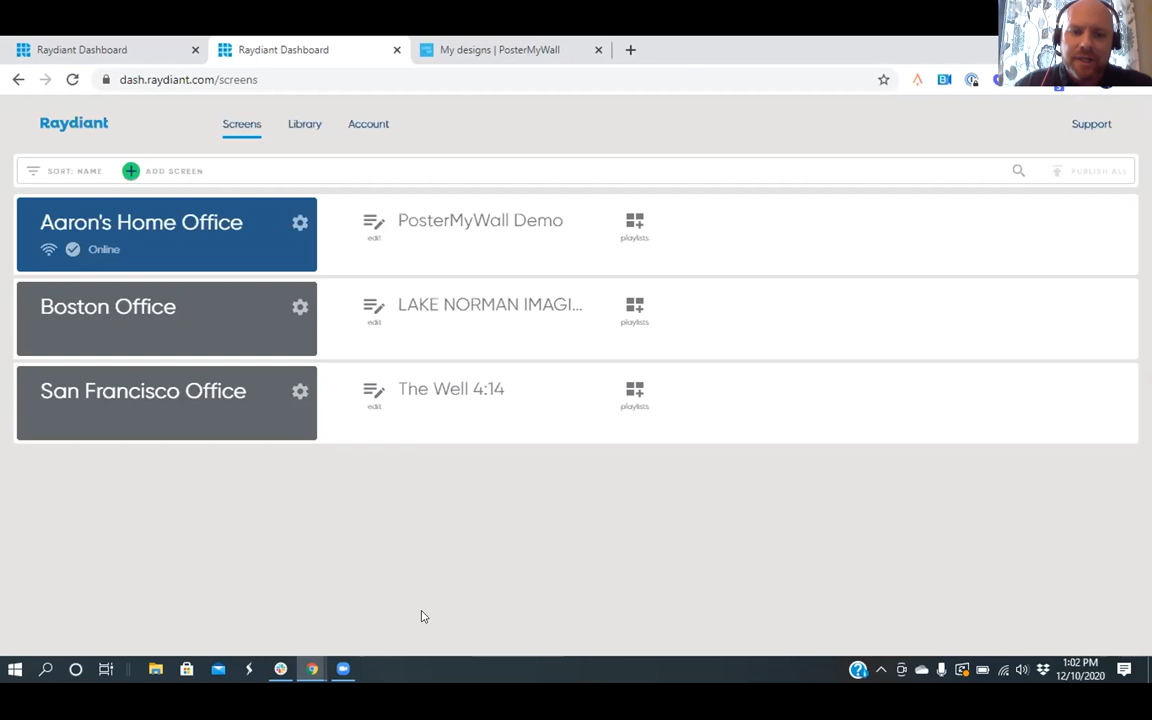 Raydiant Dashboard
Raydiant Dashboard
My designs | PosterMyWall
dash.raydiant.com/screens
Raydiant
Screens
Library
Account
Support
SORT: NAME
ADD SCREEN
PUBLISH ALL
Aaron's Home Office
Online
edit
PosterMyWall Demo
playlists
Boston Office
edit
LAKE NORMAN IMAGI...
playlists
San Francisco Office
edit
The Well 4:14
playlists
1:02 PM
12/10/2020